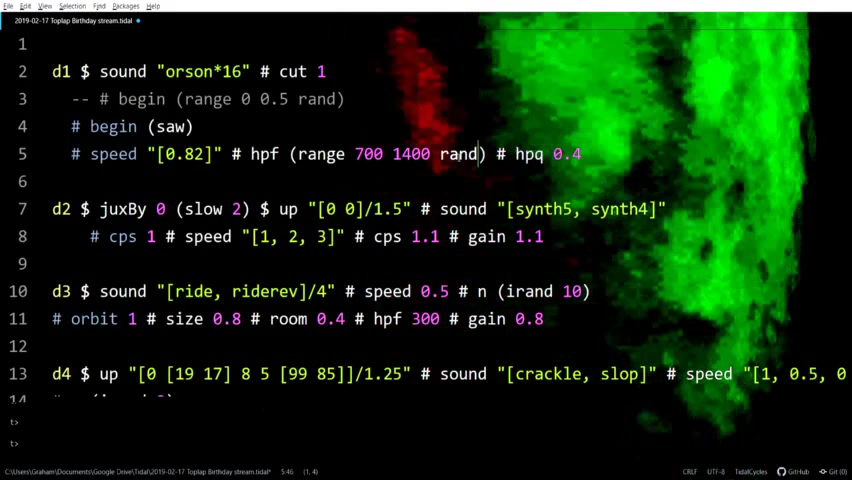 File Edit View Selection Find Packages Help
2019-02-17 Toplap Birthday stream.tidal
1
2 d1 $ sound "orson*16" # cut 1
3 -- # begin (range 0 0.5 rand)
4 # begin (saw)
5 # speed "[0.82]" # hpf (range 700 1400 rand) # hpq 0.4
6
7 d2 $ juxBy 0 (slow 2) $ up "[0 0]/1.5" # sound "[synth5, synth4]"
8 # cps 1 # speed "[1, 2, 3]" # cps 1.1 # gain 1.1
9
10 d3 $ sound "[ride, riderev]/4" # speed 0.5 # n (irand 10)
11 # orbit 1 # size 0.8 # room 0.4 # hpf 300 # gain 0.8
12
13 d4 $ up "[0 [19 17] 8 5 [99 85]]/1.25" # sound "[crackle, slop]" # speed "[1, 0.5, 0
14
t>
t>
C:\Users\Graham\Documents\Google Drive\Tidal\2019-02-17 Toplap Birthday stream.tidal* 5:46 (1, 4) CRLF UTF-8 TidalCycles GitHub Git (0)